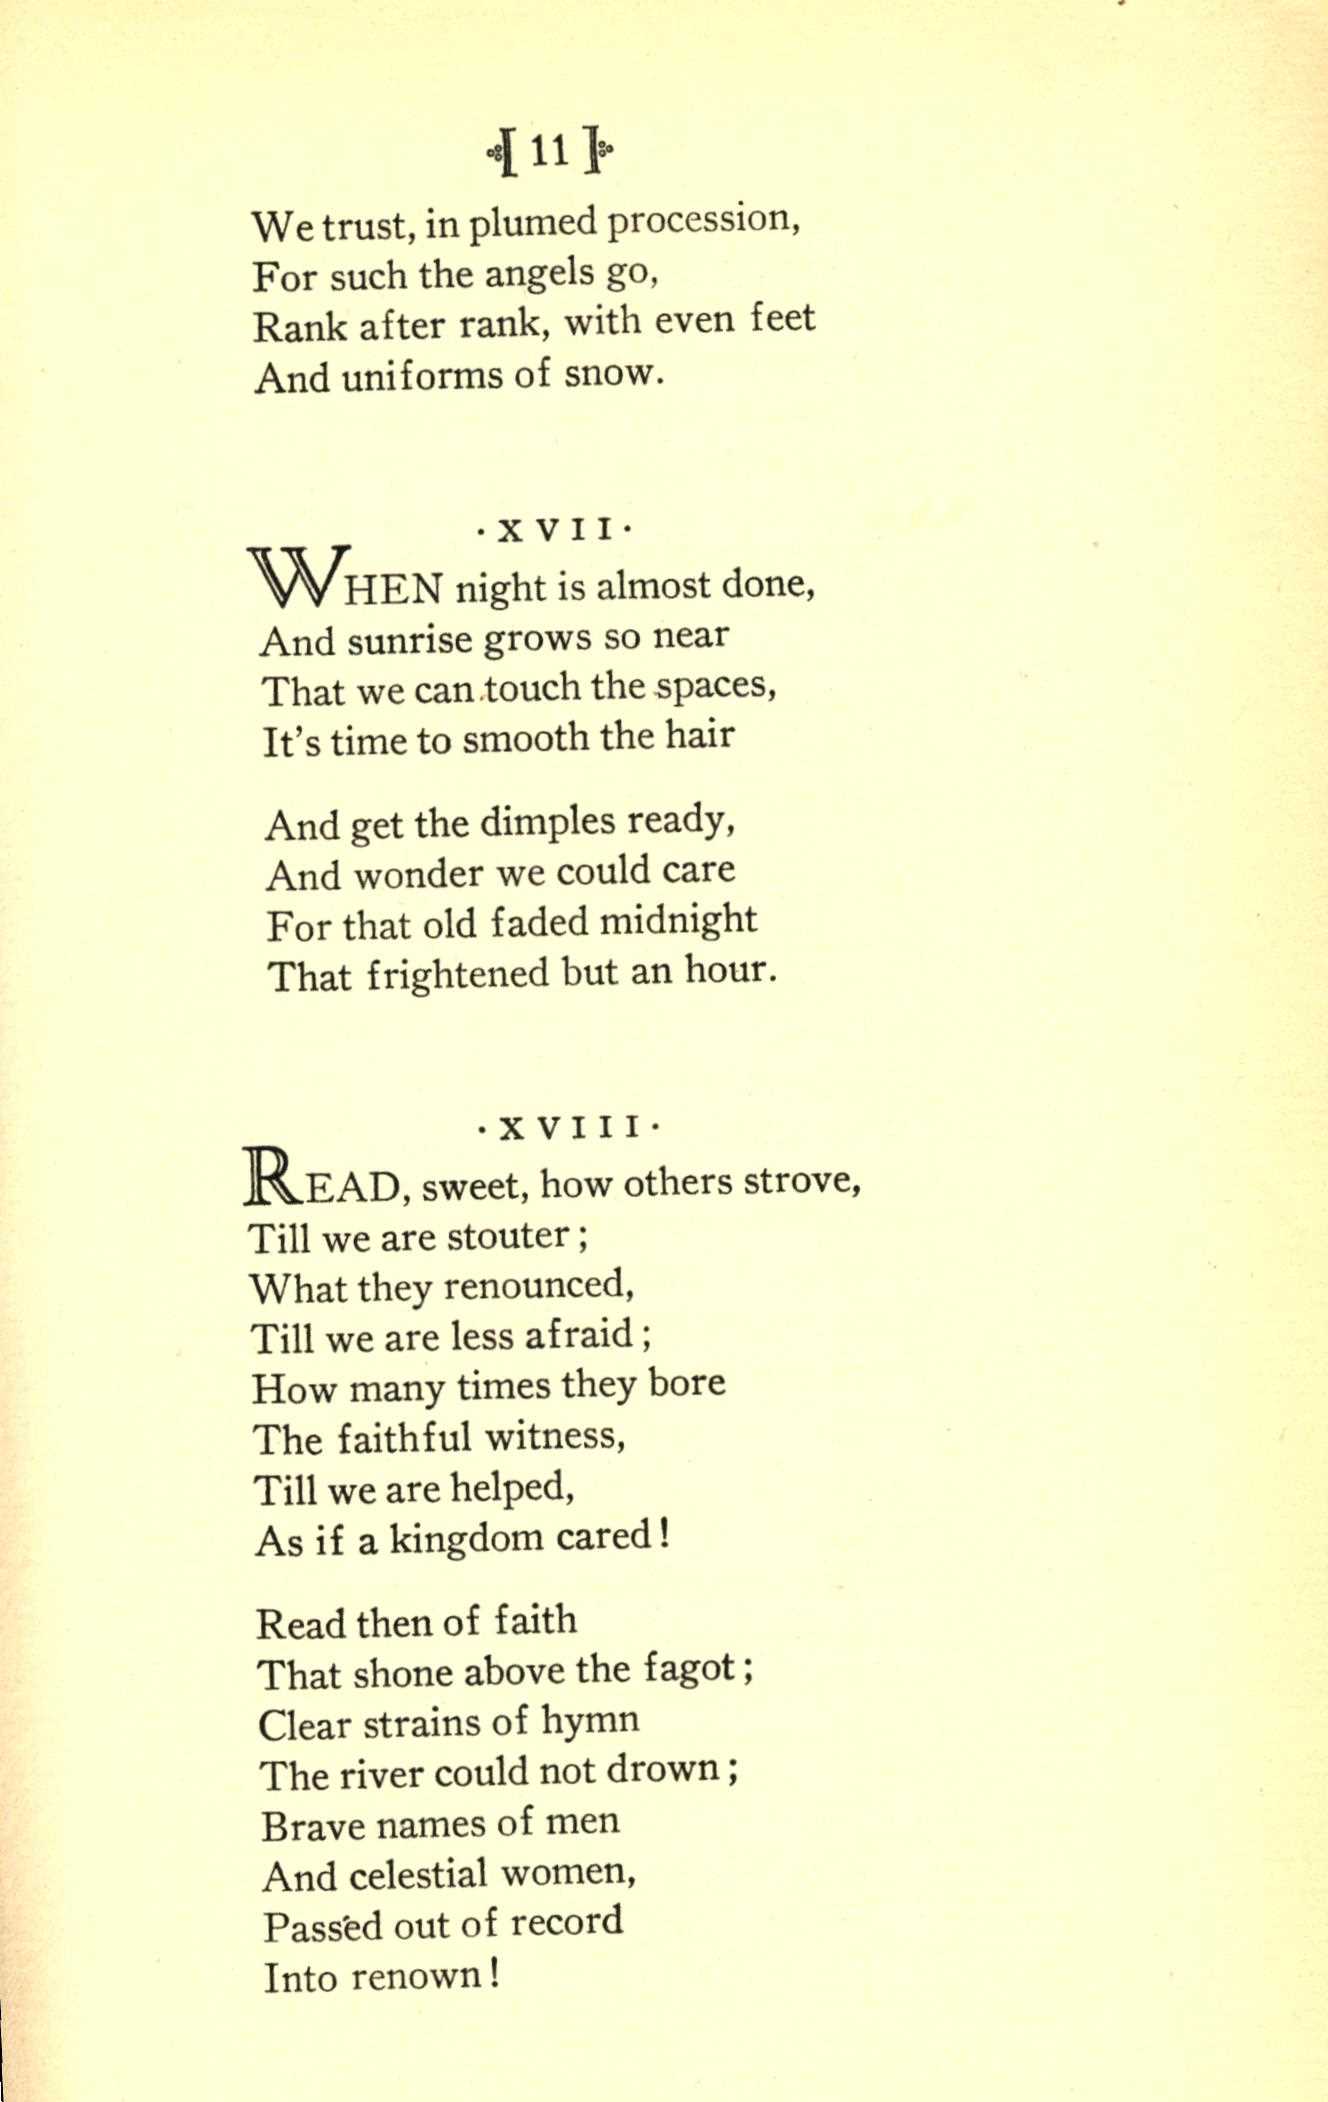 [ 11 ]
We trust, in plumed procession,
For such the angels go,
Rank after rank, with even feet
And uniforms of snow.
· X V I I ·
WHEN night is almost done,
And sunrise grows so near
That we can touch the spaces,
It's time to smooth the hair
And get the dimples ready,
And wonder we could care
For that old faded midnight
That frightened but an hour.
· X V I I I ·
READ, sweet, how others strove,
Till we are stouter;
What they renounced,
Till we are less afraid;
How many times they bore
The faithful witness,
Till we are helped,
As if a kingdom cared!
Read then of faith
That shone above the fagot;
Clear strains of hymn
The river could not drown;
Brave names of men
And celestial women,
Passed out of record
Into renown!